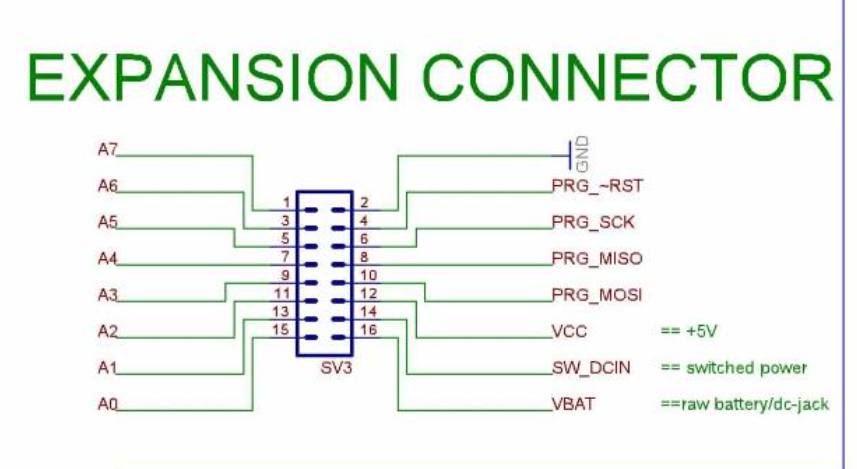 EXPANSION CONNECTOR
A7
GND
A6
PRG_~RST
1
2
A5
3
4
PRG_SCK
5
6
A4
7
8
PRG_MISO
9
10
A3
11
12
PRG_MOSI
13
14
A2
15
16
VCC == +5V
A1
SV3
SW_DCIN == switched power
A0
VBAT ==raw battery/dc-jack